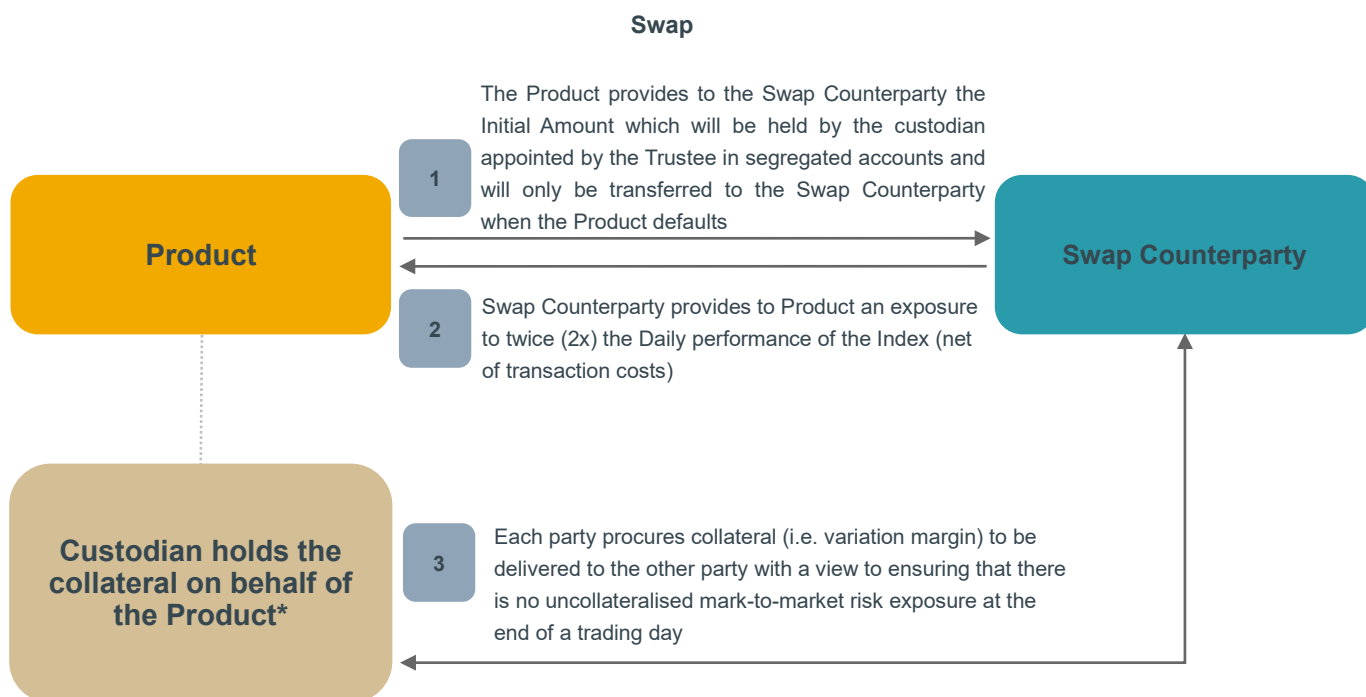 Swap
The Product provides to the Swap Counterparty the
Initial Amount which will be held by the custodian
appointed by the Trustee in segregated accounts and
will only be transferred to the Swap Counterparty
when the Product defaults
1
Product
Swap Counterparty
2
Swap Counterparty provides to Product an exposure
to twice (2x) the Daily performance of the Index (net
of transaction costs)
Custodian holds the
collateral on behalf of
the Product*
3
Each party procures collateral (i.e. variation margin) to be
delivered to the other party with a view to ensuring that there
is no uncollateralised mark-to-market risk exposure at the
end of a trading day